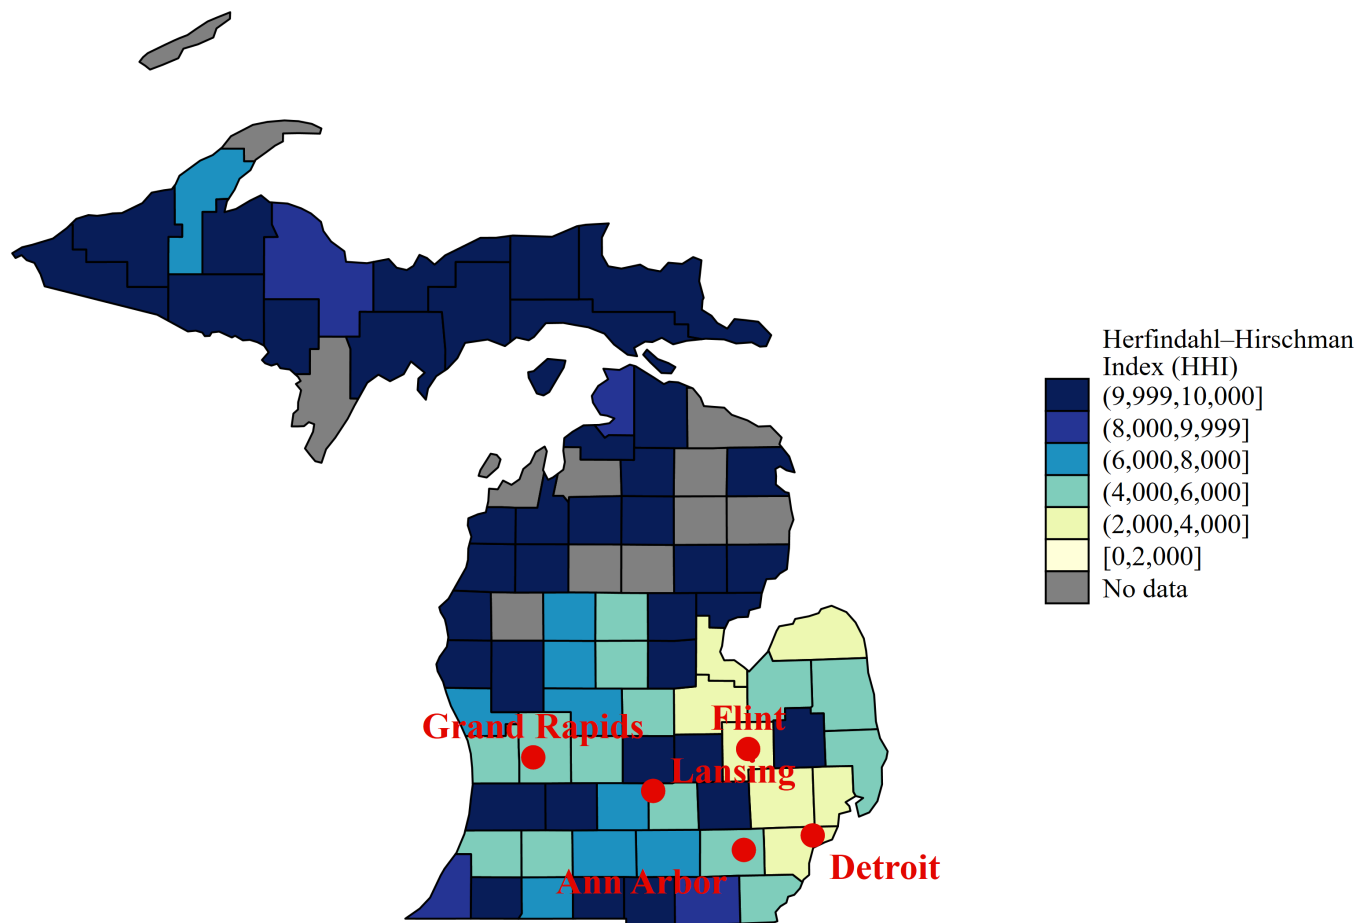 Herfindahl–Hirschman
Index (HHI)
(9,999,10,000]
(8,000,9,999]
(6,000,8,000]
(4,000,6,000]
(2,000,4,000]
[0,2,000]
No data
Flint
Grand Rapids
Lansing
Detroit
Ann Arbor